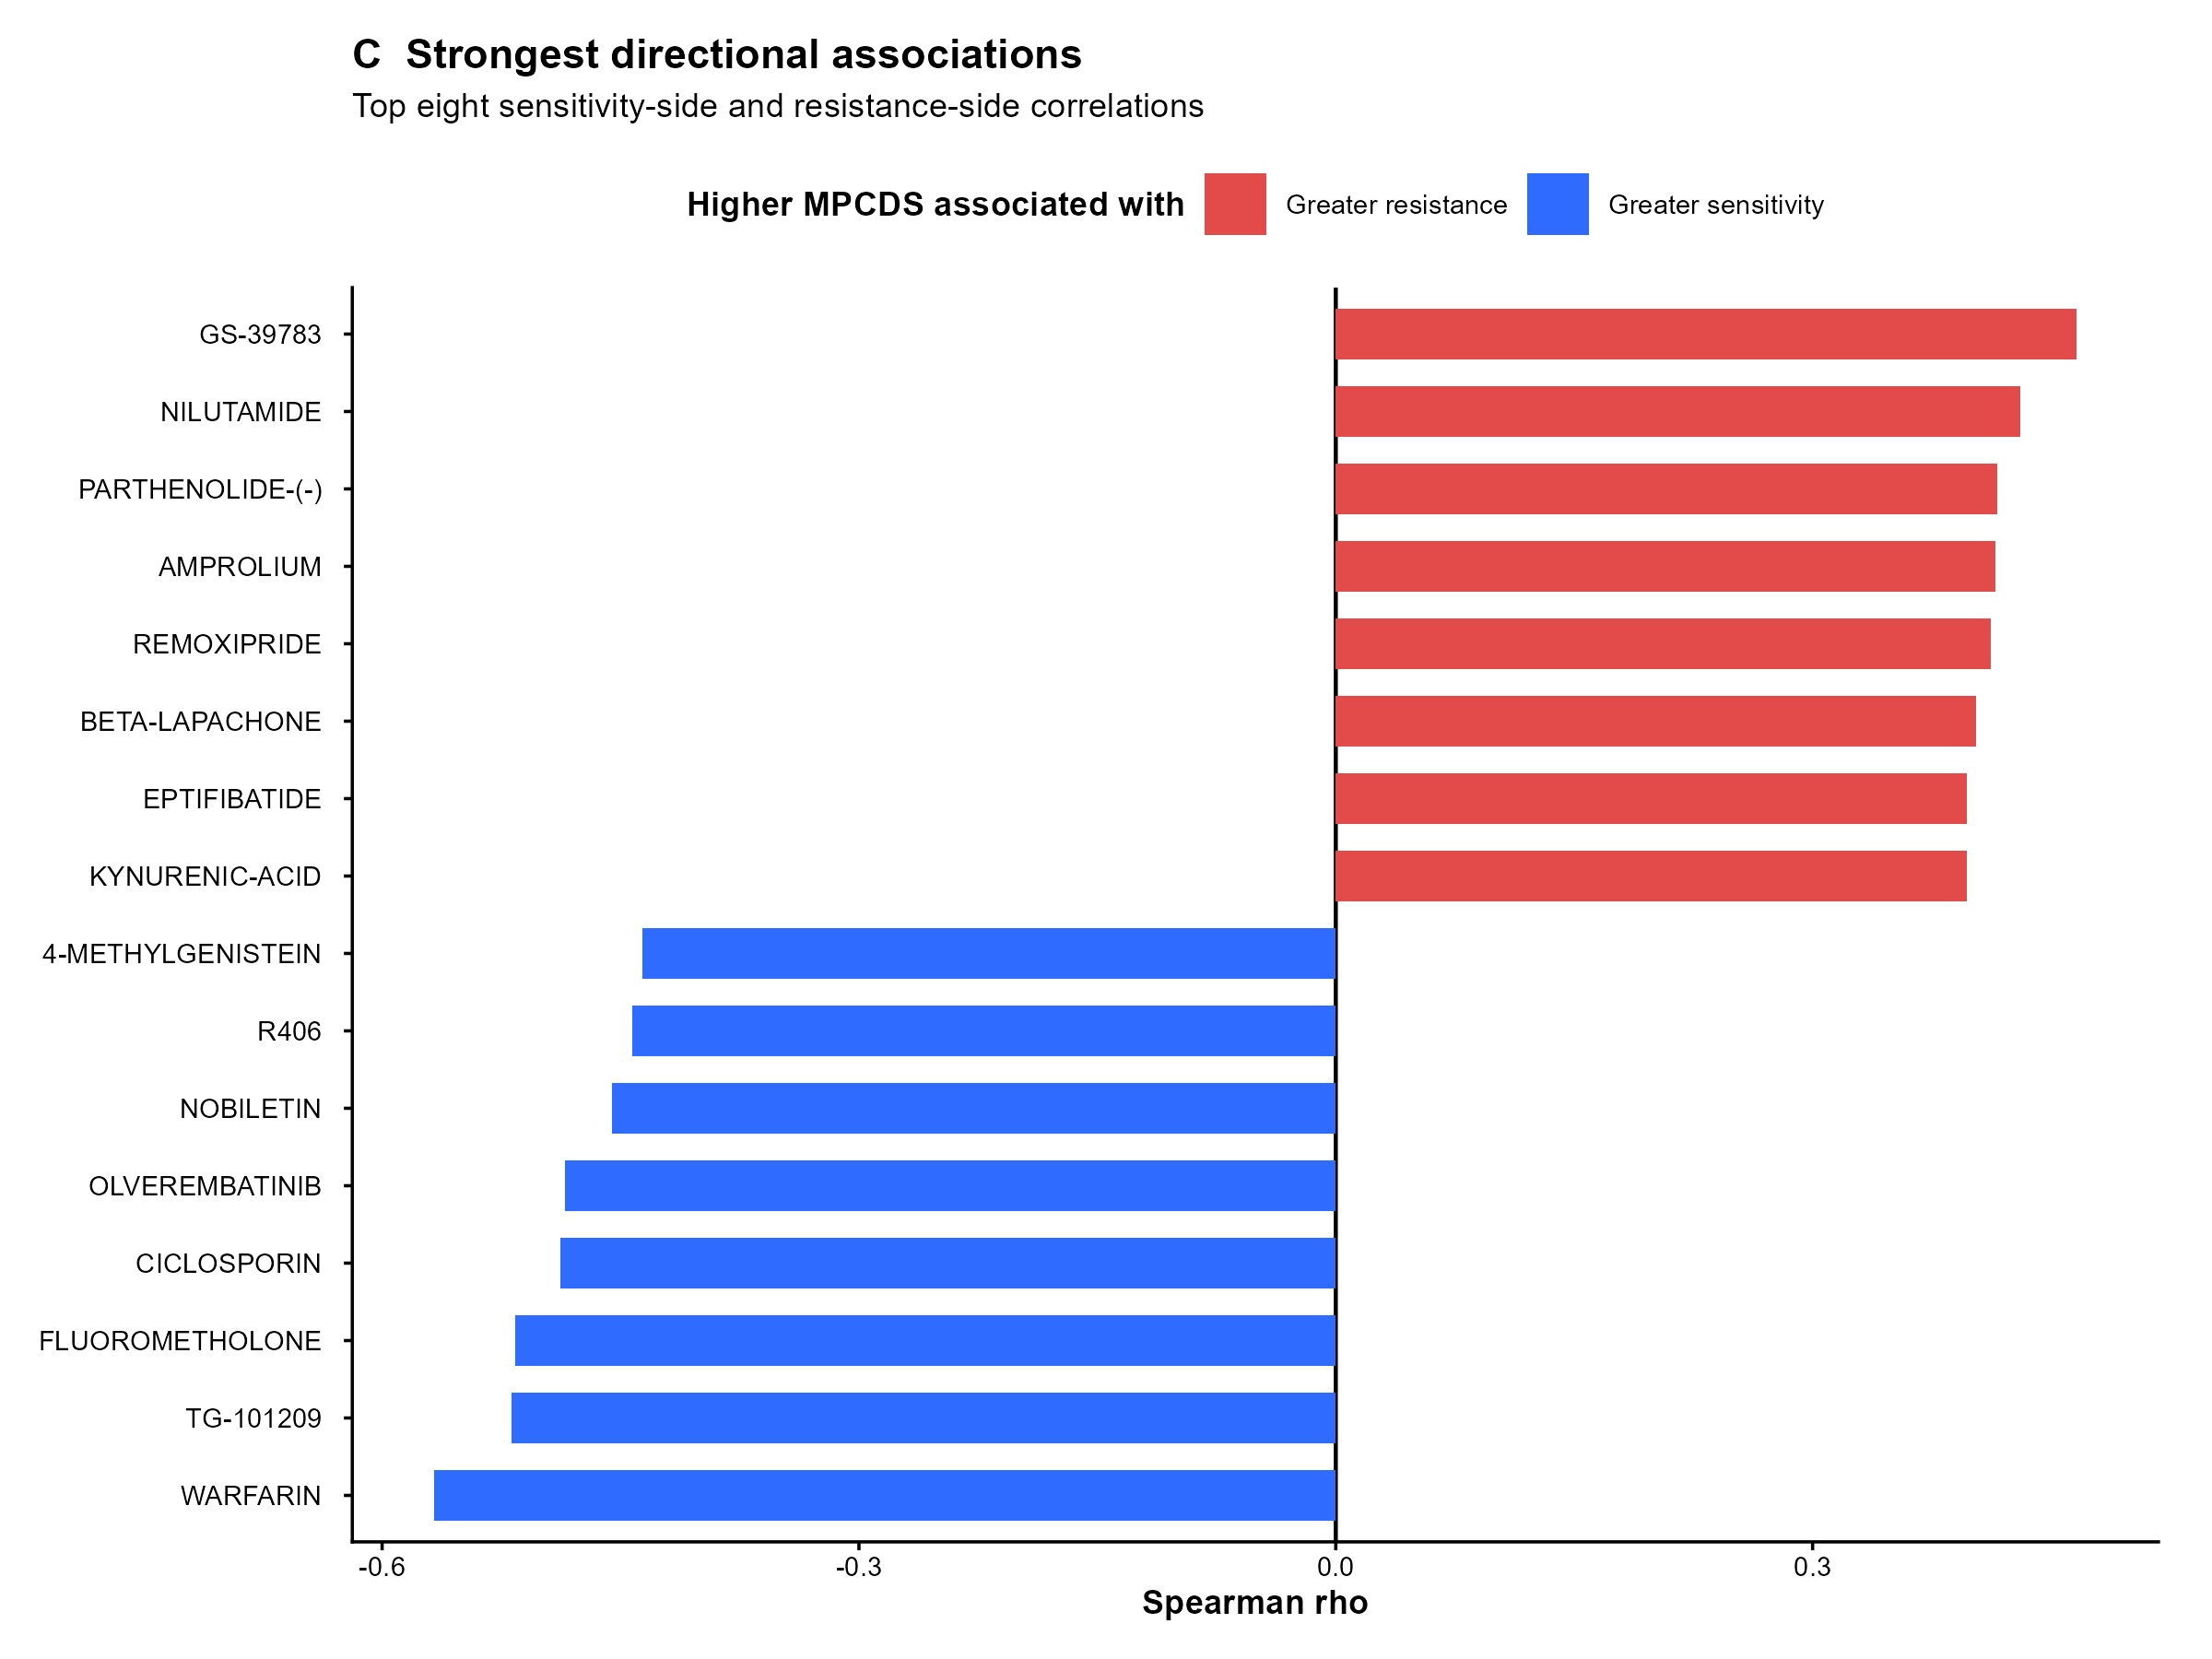 C Strongest directional associations
Top eight sensitivity-side and resistance-side correlations
Higher MPCDS associated with Greater resistance Greater sensitivity
GS-39783
NILUTAMIDE
PARTHENOLIDE-(-)
AMPROLIUM
REMOXIPRIDE
BETA-LAPACHONE
EPTIFIBATIDE
KYNURENIC-ACID
4-METHYLGENISTEIN
R406
NOBILETIN
OLVEREMBATINIB
CICLOSPORIN
FLUOROMETHOLONE
TG-101209
WARFARIN
-0.6 -0.3 0.0 0.3
Spearman rho